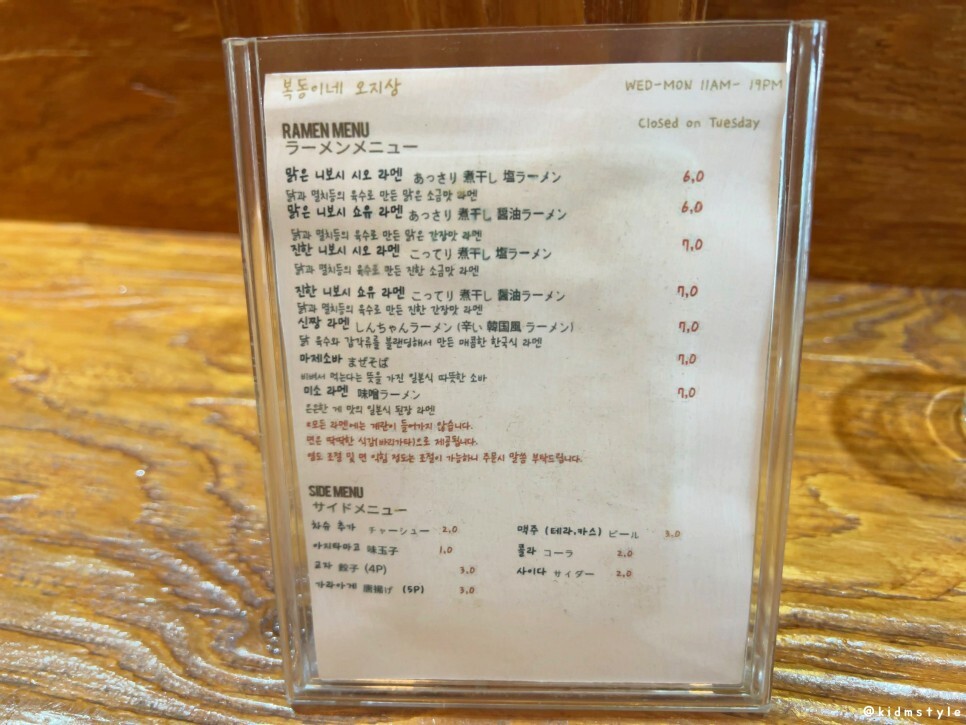 복동이네 오지상
WED-MON 11AM- 19PM
Closed on Tuesday
RAMEN MENU
ラーメンメニュー
맑은 니보시 시오 라멘 あっさり 煮干し 塩ラーメン 6,0
닭과 멸치등의 육수로 만든 맑은 소금맛 라멘
맑은 니보시 쇼유 라멘 あっさり 煮干し 醤油ラーメン 6,0
닭과 멸치등의 육수로 만든 맑은 간장맛 라멘
진한 니보시 시오 라멘 こってり 煮干し 塩ラーメン 7,0
닭과 멸치등의 육수로 만든 진한 소금맛 라멘
진한 니보시 쇼유 라멘 こってり 煮干し 醤油ラーメン 7,0
닭과 멸치등의 육수로 만든 진한 간장맛 라멘
신짱 라멘 しんちゃんラーメン (辛い 韓国風 ラーメン) 7,0
닭 육수와 갑각류를 블랜딩해서 만든 매콤한 한국식 라멘
마제소바 まぜそば 7,0
비벼서 먹는다는 뜻을 가진 일본식 따뜻한 소바
미소 라멘 味噌ラーメン 7,0
은은한 게 맛의 일본식 된장 라멘
*모든 라멘에는 계란이 들어가지 않습니다.
면은 딱딱한 식감(바리가타)으로 제공됩니다.
염도 조절 및 면 익힘 정도는 조절이 가능하니 주문시 말씀 부탁드립니다.
SIDE MENU
サイドメニュー
차슈 추가 チャーシュー 2,0
아지타마고 味玉子 1,0
교자 餃子 (4P) 3,0
가라아게 唐揚げ (5P) 3,0
맥주 (테라,카스) ビール 3,0
콜라 コーラ 2,0
사이다 サイダー 2,0
@kidmstyle